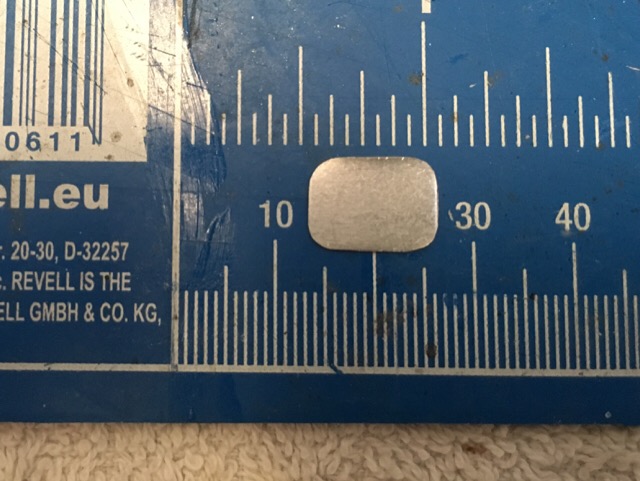 0611
ell.eu
r. 20-30, D-32257
c. REVELL IS THE
ELL GMBH & CO. KG,
10
30
40